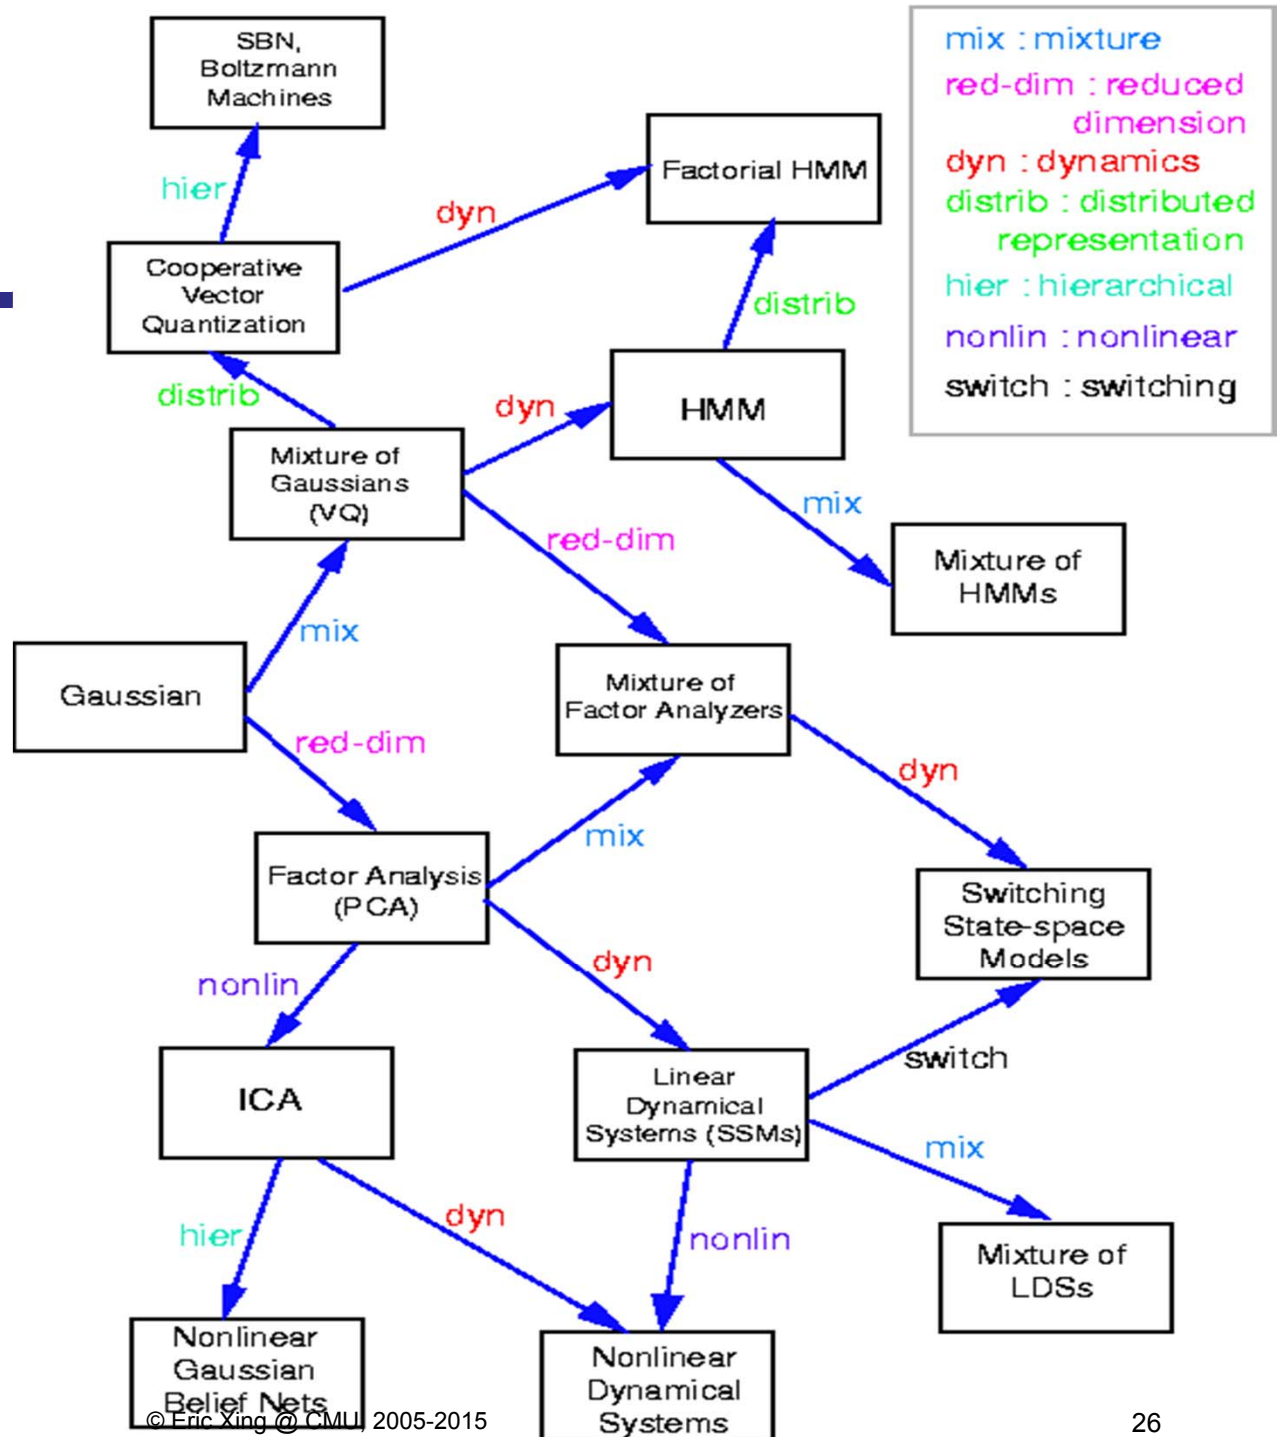 SBN,
Boltzmann
Machines
mix : mixture
red-dim : reduced
dimension
dyn : dynamics
distrib : distributed
representation
hier : hierarchical
nonlin : nonlinear
switch : switching
hier
dyn
Factorial HMM
Cooperative
Vector
Quantization
distrib
distrib
dyn
HMM
Mixture of
Gaussians
(VQ)
mix
red-dim
Mixture of
HMMs
mix
Gaussian
Mixture of
Factor Analyzers
red-dim
dyn
mix
Factor Analysis
(PCA)
Switching
State-space
Models
nonlin
dyn
switch
ICA
Linear
Dynamical
Systems (SSMs)
mix
hier
dyn
nonlin
Mixture of
LDSs
Nonlinear
Gaussian
Belief Nets
Nonlinear
Dynamical
Systems
© Eric Xing @ CMU, 2005-2015
26